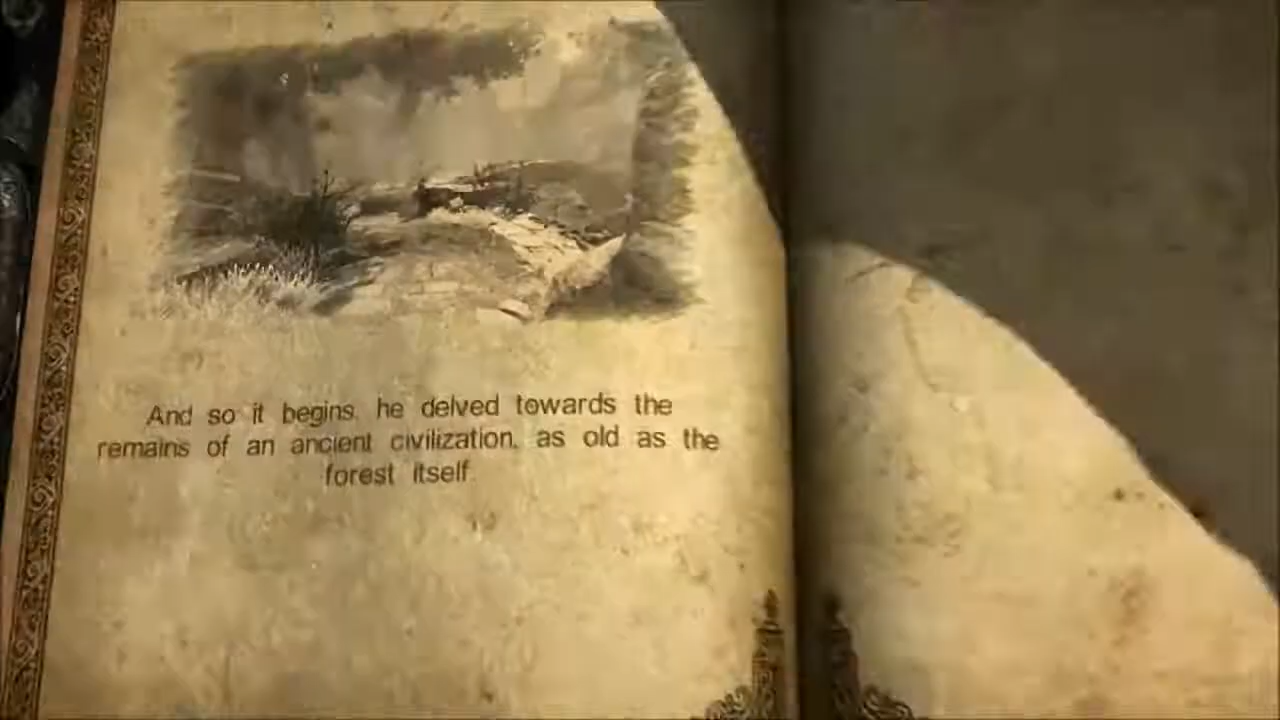 And so it begins, he delved towards the
remains of an ancient civilization, as old as the
forest itself.